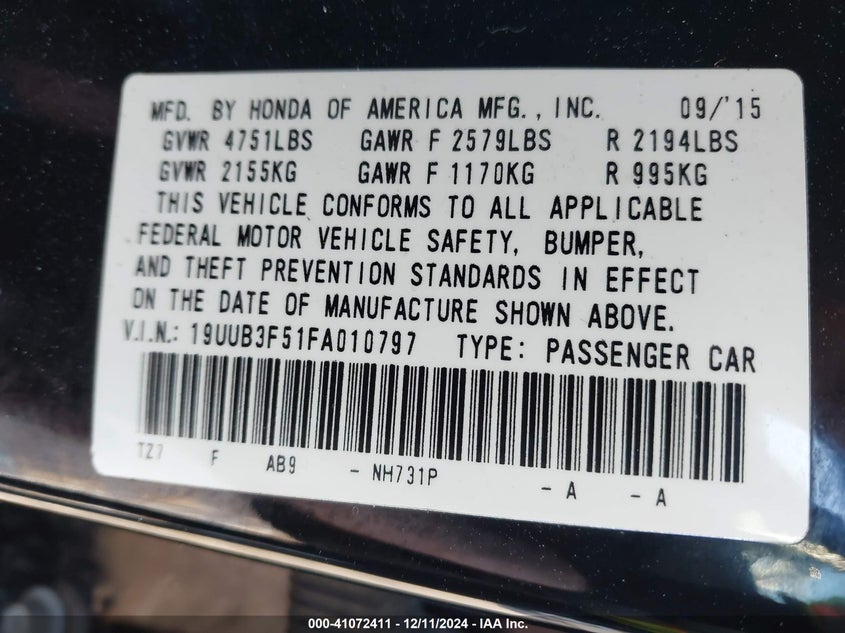 MFD. BY HONDA OF AMERICA MFG., INC. 09/'15
GVWR 4751LBS GAWR F 2579LBS R 2194LBS
GVWR 2155KG GAWR F 1170KG R 995KG
THIS VEHICLE CONFORMS TO ALL APPLICABLE
FEDERAL MOTOR VEHICLE SAFETY, BUMPER,
AND THEFT PREVENTION STANDARDS IN EFFECT
ON THE DATE OF MANUFACTURE SHOWN ABOVE.
V.I.N.: 19UUB3F51FA010797 TYPE: PASSENGER CAR
TZ7 F AB9 - NH731P - A - A
000-41072411 - 12/11/2024 - IAA Inc.